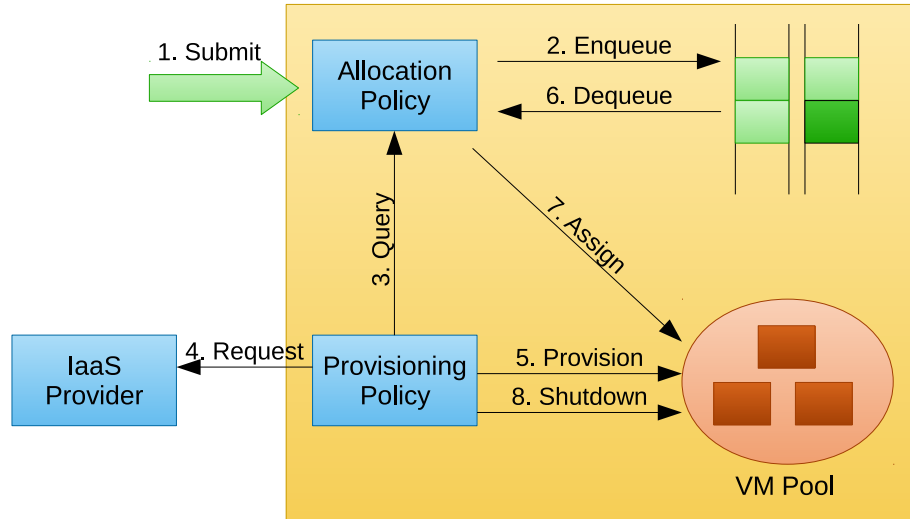 1. Submit
Allocation
Policy
2. Enqueue
6. Dequeue
3. Query
7. Assign
IaaS
Provider
4. Request
Provisioning
Policy
5. Provision
8. Shutdown
VM Pool